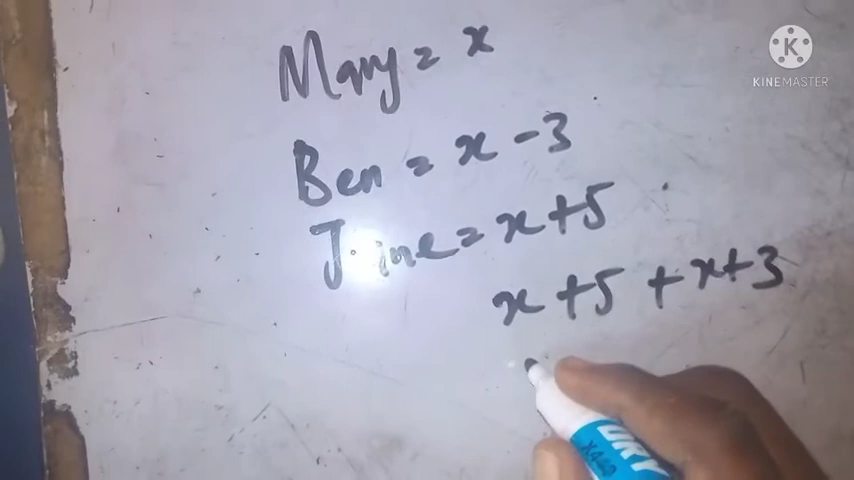 KINEMASTER
Mary = x
Ben = x - 3
= x + 5
x + 5 + x + 3